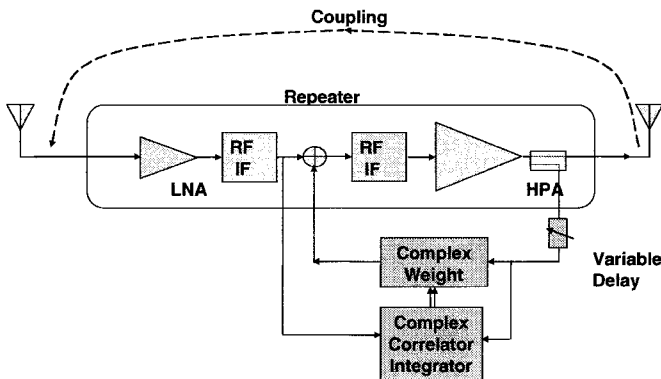 Coupling
Repeater
RF
IF
RF
IF
LNA
HPA
Complex
Weight
Variable
Delay
Complex
Correlator
Integrator